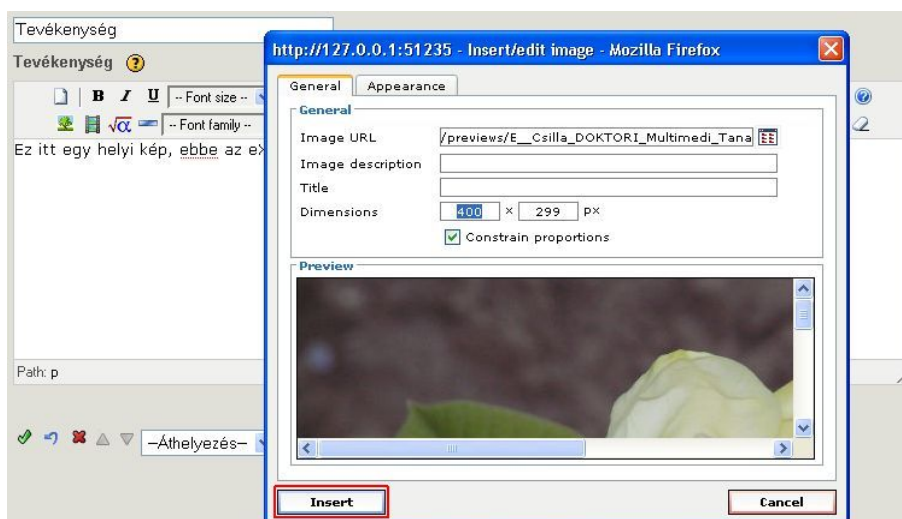 Tevékenység
http://127.0.0.1:51235 - Insert/edit image - Mozilla Firefox
Tevékenység
General Appearance
B I U -- Font size --
General
√α -- Font family --
Image URL /previews/E__Csilla_DOKTORI_Multimedi_Tana
Ez itt egy helyi kép, ebbe az eX
Image description
Title
Dimensions 400 x 299 px
Constrain proportions
Preview
Path: p
—Áthelyezés—
Insert Cancel